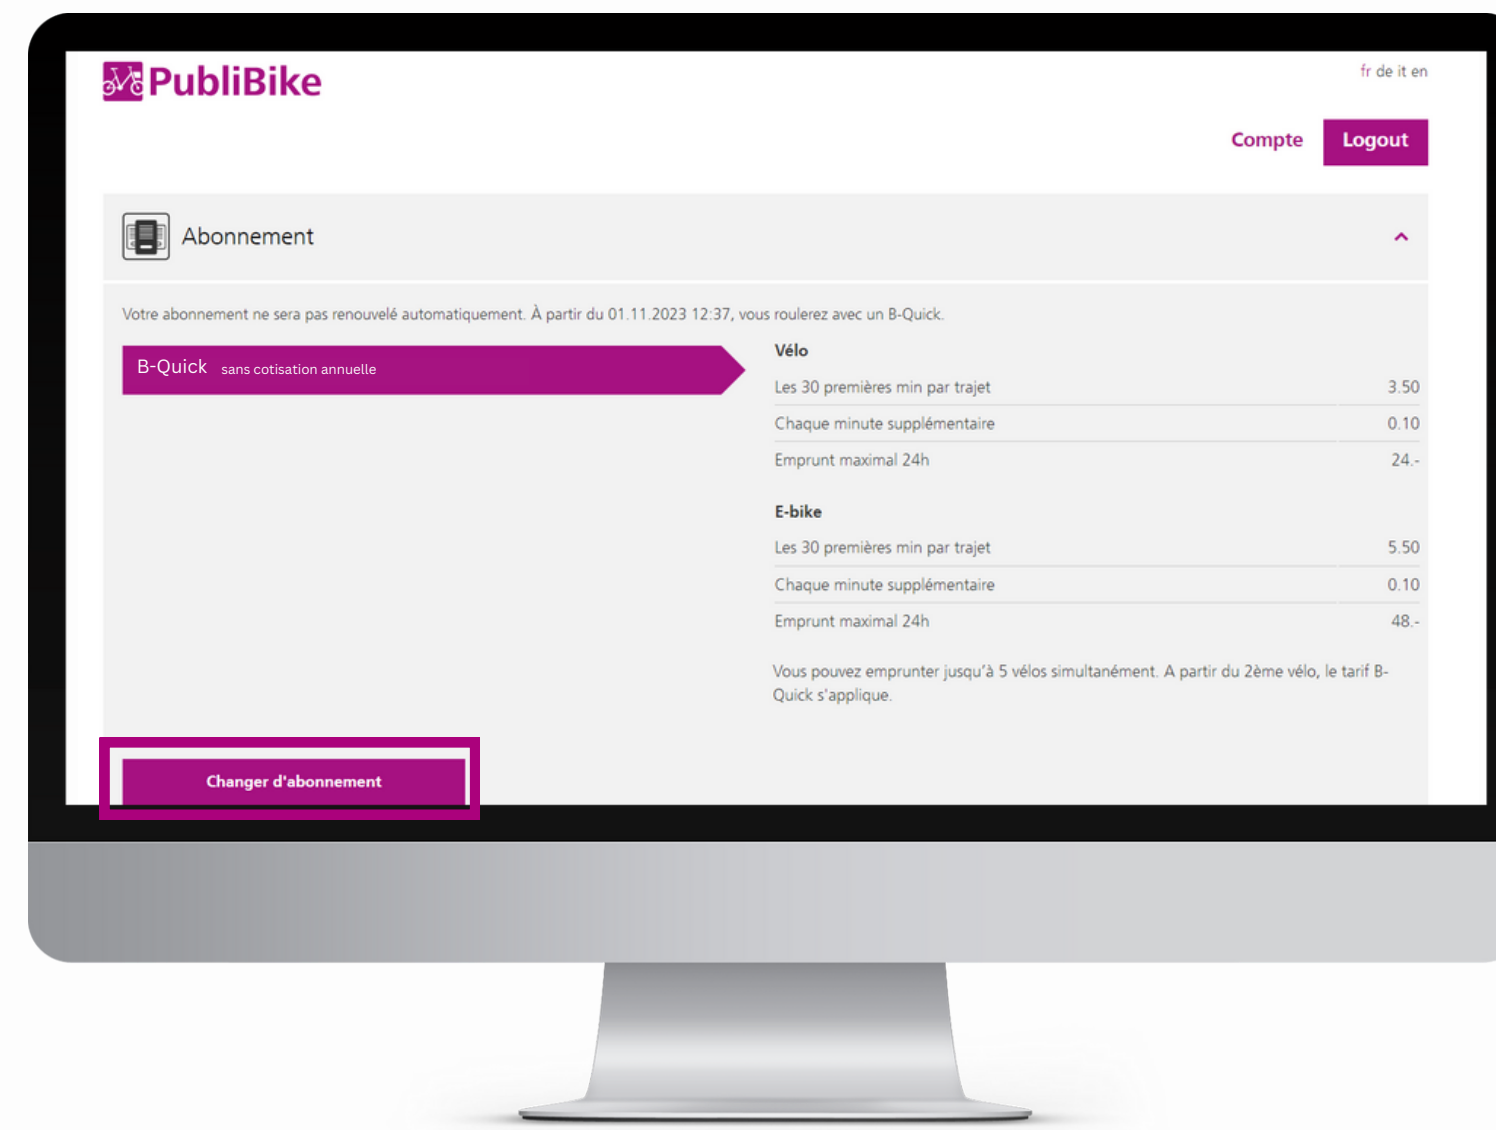 PubliBike
fr de it en
Compte
Logout
Abonnement
Votre abonnement ne sera pas renouvelé automatiquement. À partir du 01.11.2023 12:37, vous roulerez avec un B-Quick.
B-Quick sans cotisation annuelle
Vélo
Les 30 premières min par trajet 3.50
Chaque minute supplémentaire 0.10
Emprunt maximal 24h 24.-
E-bike
Les 30 premières min par trajet 5.50
Chaque minute supplémentaire 0.10
Emprunt maximal 24h 48.-
Vous pouvez emprunter jusqu'à 5 vélos simultanément. A partir du 2ème vélo, le tarif B-
Quick s'applique.
Changer d'abonnement